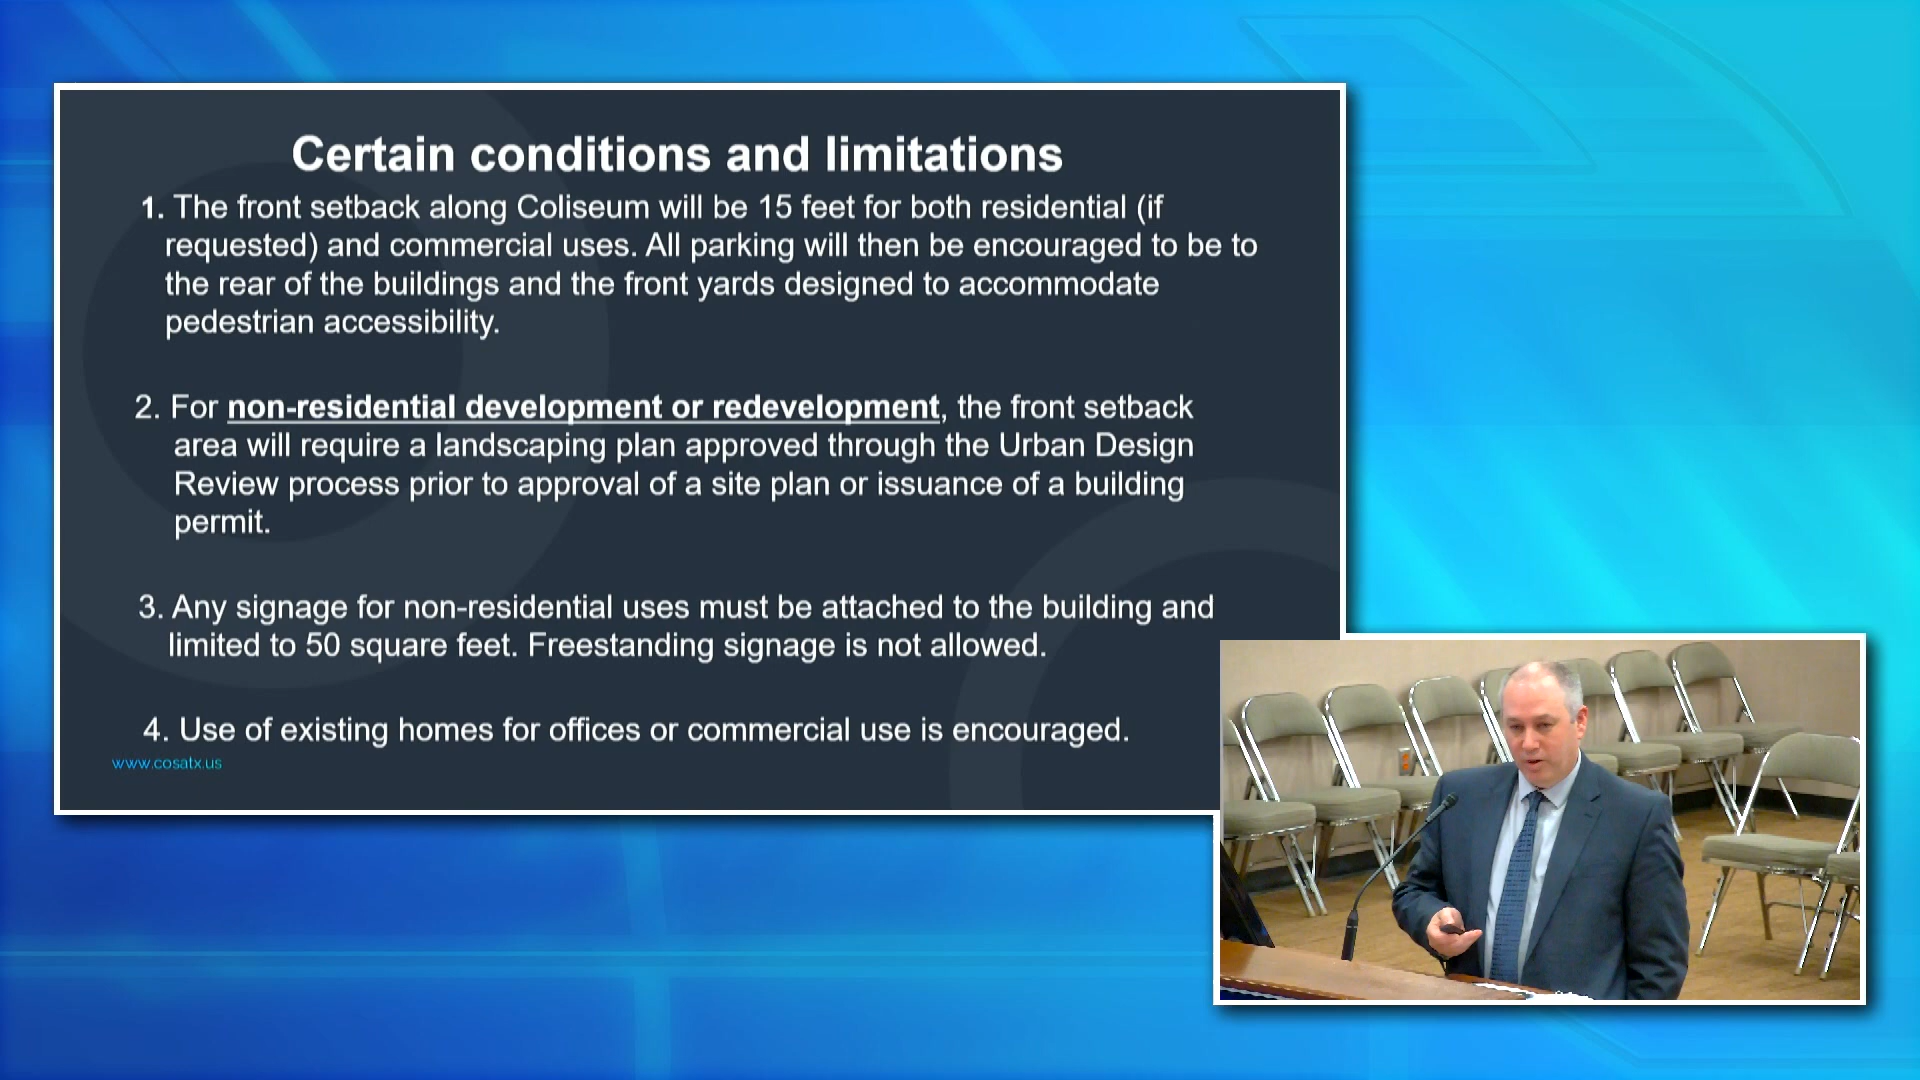 Certain conditions and limitations
1. The front setback along Coliseum will be 15 feet for both residential (if
requested) and commercial uses. All parking will then be encouraged to be to
the rear of the buildings and the front yards designed to accommodate
pedestrian accessibility.
2. For non-residential development or redevelopment, the front setback
area will require a landscaping plan approved through the Urban Design
Review process prior to approval of a site plan or issuance of a building
permit.
3. Any signage for non-residential uses must be attached to the building and
limited to 50 square feet. Freestanding signage is not allowed.
4. Use of existing homes for offices or commercial use is encouraged.
www.cosatx.us